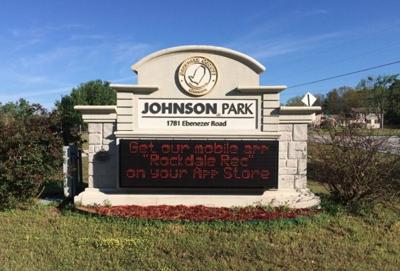 JOHNSON PARK
1781 Ebenezer Road
Get our mobile app
"Rockdale Rec"
on your App Store